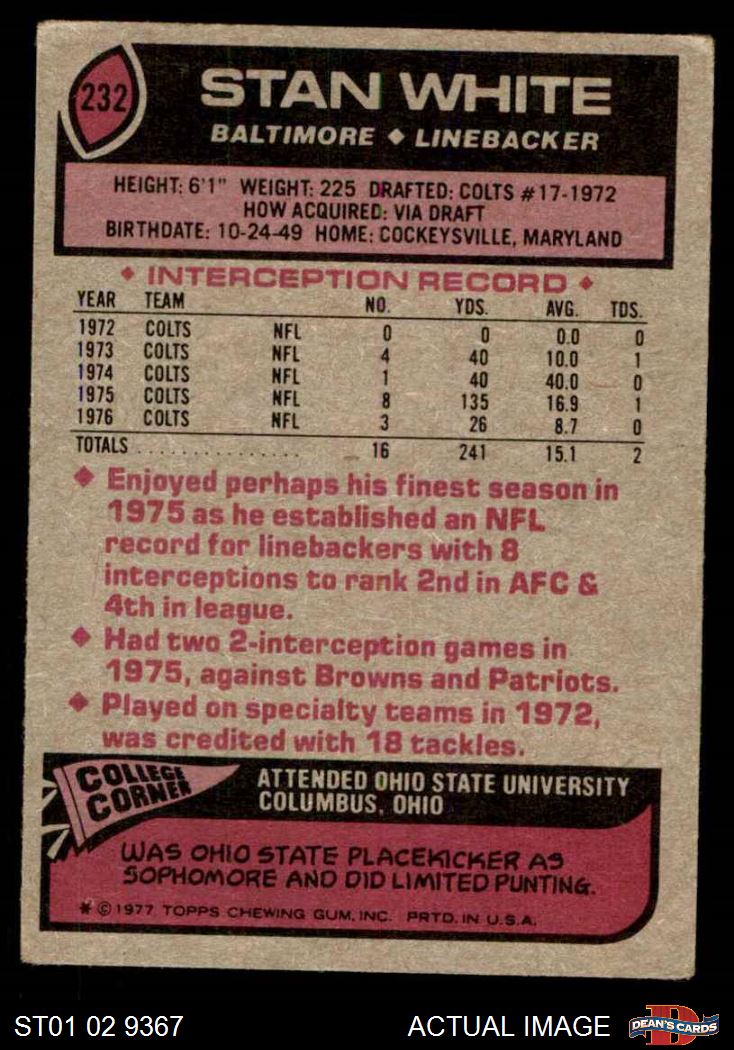 232
STAN WHITE
BALTIMORE ◆ LINEBACKER
HEIGHT: 6'1" WEIGHT: 225 DRAFTED: COLTS #17-1972
HOW ACQUIRED: VIA DRAFT
BIRTHDATE: 10-24-49 HOME: COCKEYSVILLE, MARYLAND
◆ INTERCEPTION RECORD ◆
YEAR TEAM NO. YDS. AVG. TDS.
1972 COLTS NFL 0 0 0.0 0
1973 COLTS NFL 4 40 10.0 1
1974 COLTS NFL 1 40 40.0 0
1975 COLTS NFL 8 135 16.9 1
1976 COLTS NFL 3 26 8.7 0
TOTALS . . . . . . . . . . . . . . 16 241 15.1 2
◆ Enjoyed perhaps his finest season in
1975 as he established an NFL
record for linebackers with 8
interceptions to rank 2nd in AFC &
4th in league.
◆ Had two 2-interception games in
1975, against Browns and Patriots.
◆ Played on specialty teams in 1972,
was credited with 18 tackles.
COLLEGE
CORNER
ATTENDED OHIO STATE UNIVERSITY
COLUMBUS, OHIO
WAS OHIO STATE PLACEKICKER AS
SOPHOMORE AND DID LIMITED PUNTING.
* © 1977 TOPPS CHEWING GUM, INC. PRTD. IN U.S.A.
ST01 02 9367
ACTUAL IMAGE
D
DEAN'S CARDS